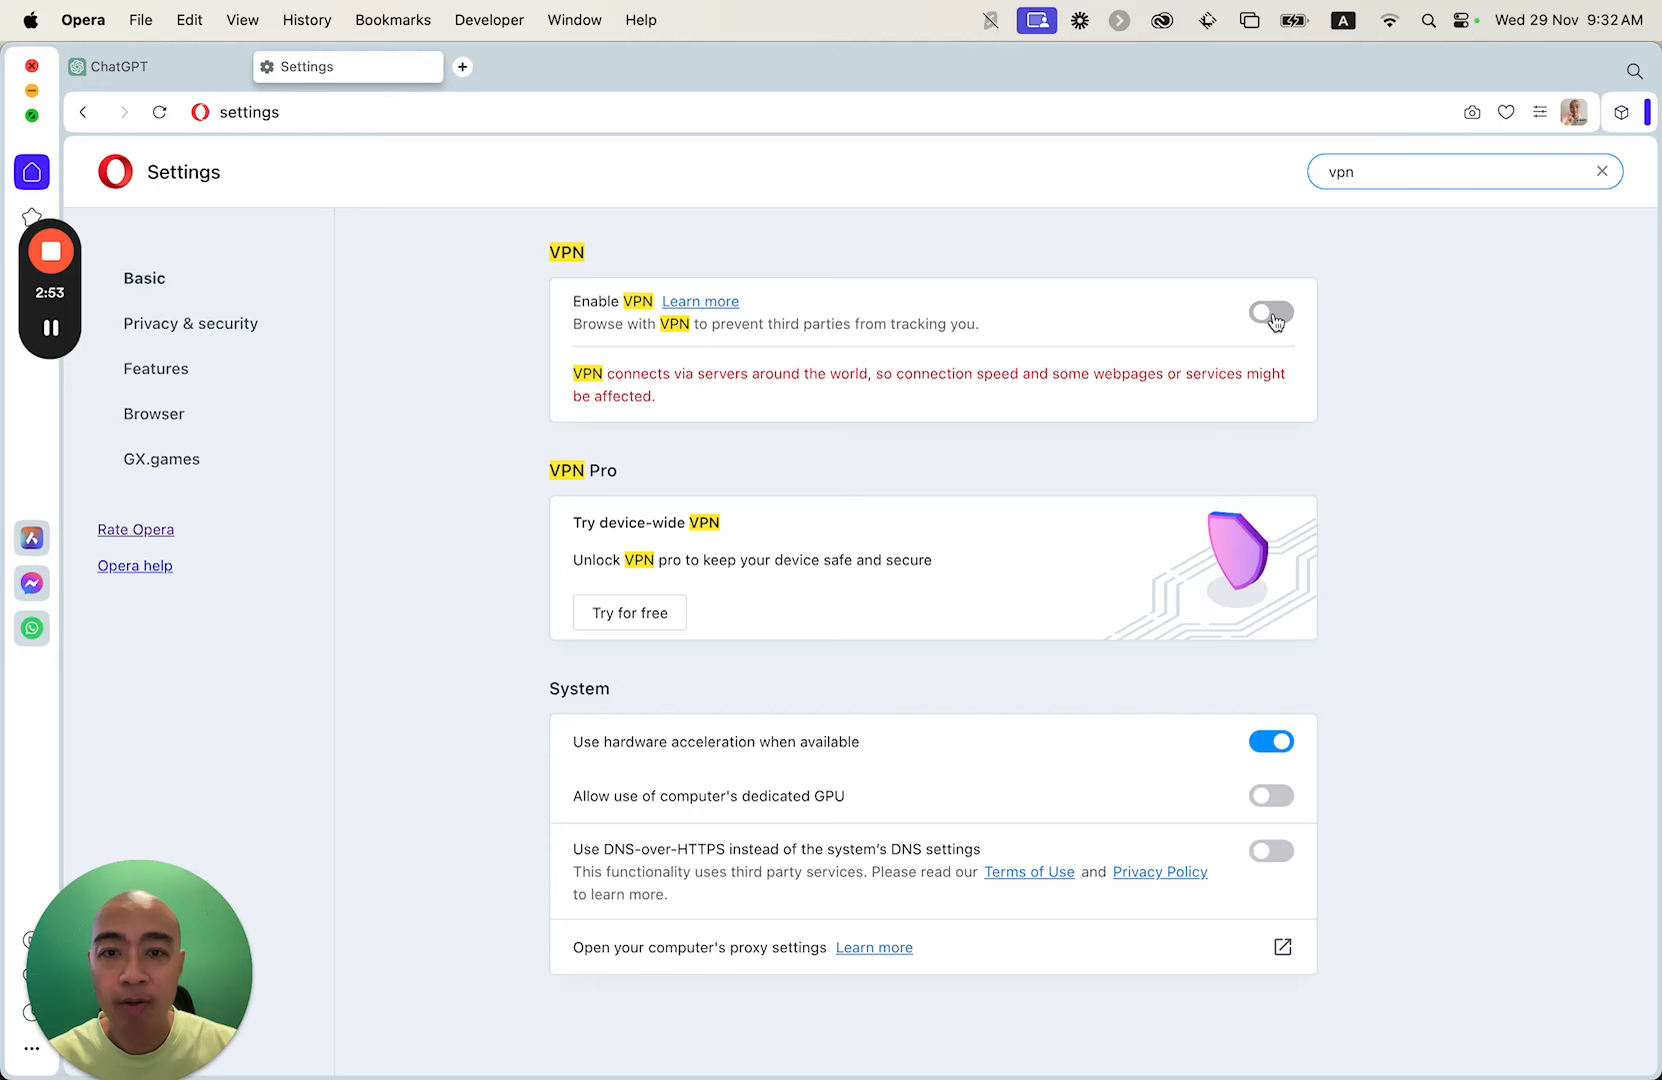 Opera File Edit View History Bookmarks Developer Window Help A Wed 29 Nov 9:32 AM
ChatGPT Settings
settings
Settings vpn
2:53
Basic
Privacy & security
Features
Browser
GX.games
Rate Opera
Opera help
VPN
Enable VPN Learn more
Browse with VPN to prevent third parties from tracking you.
VPN connects via servers around the world, so connection speed and some webpages or services might
be affected.
VPN Pro
Try device-wide VPN
Unlock VPN pro to keep your device safe and secure
Try for free
System
Use hardware acceleration when available
Allow use of computer's dedicated GPU
Use DNS-over-HTTPS instead of the system's DNS settings
This functionality uses third party services. Please read our Terms of Use and Privacy Policy
to learn more.
Open your computer's proxy settings Learn more